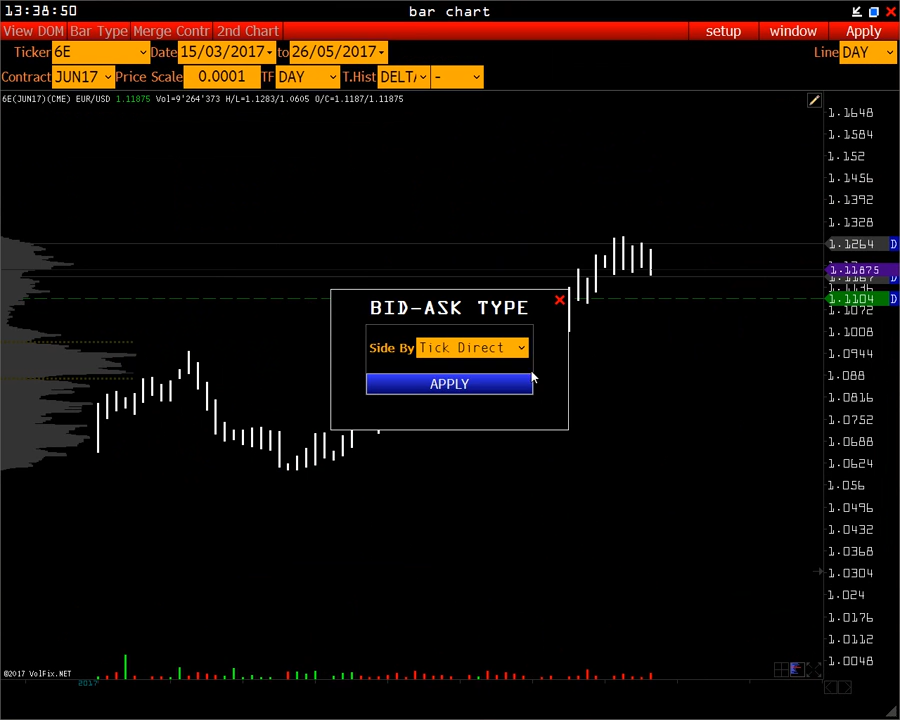 13:38:50 bar chart
View DOM Bar Type Merge Contr 2nd Chart setup window Apply
Ticker 6E Date 15/03/2017 to 26/05/2017 Line DAY
Contract JUN17 Price Scale 0.0001 TF DAY T.Hist DELT/ -
6E(JUN17)(CME) EUR/USD 1.11875 Vol=9'264'373 H/L=1.1283/1.0605 O/C=1.1187/1.11875
1.1648
1.1584
1.152
1.1456
1.1392
1.1328
1.1264 D
1.11875
1.1136
1.1104 D
1.1072
1.1008
1.0944
1.088
1.0816
1.0752
1.0688
1.0624
1.056
1.0496
1.0432
1.0368
1.0304
1.024
1.0176
1.0112
1.0048
BID-ASK TYPE
Side By Tick Direct
APPLY
©2017 VolFix.NET
2017